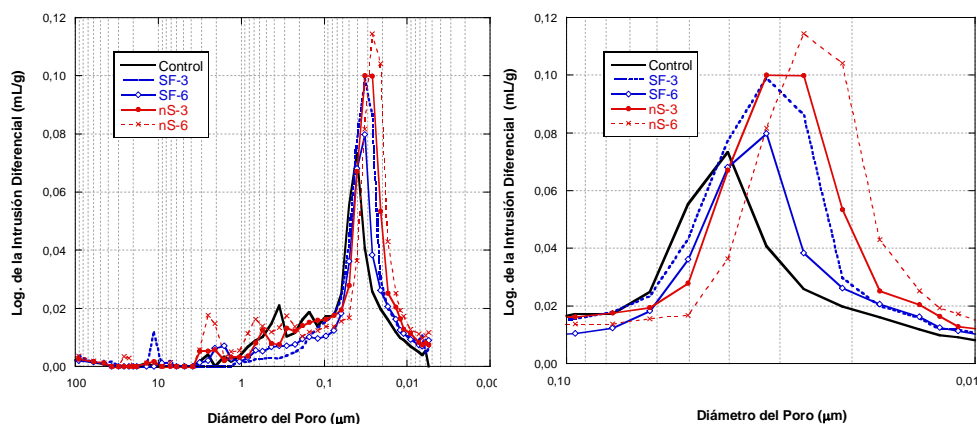 0,12
0,10
0,08
0,06
0,04
0,02
0,00
Log. de la Intrusión Diferencial (mL/g)
Control
SF-3
SF-6
nS-3
nS-6
100
10
1
0,1
0,01
0,00
Diámetro del Poro (µm)
0,12
0,10
0,08
0,06
0,04
0,02
0,00
Log. de la Intrusión Diferencial (mL/g)
Control
SF-3
SF-6
nS-3
nS-6
0,10
0,01
Diámetro del Poro (µm)